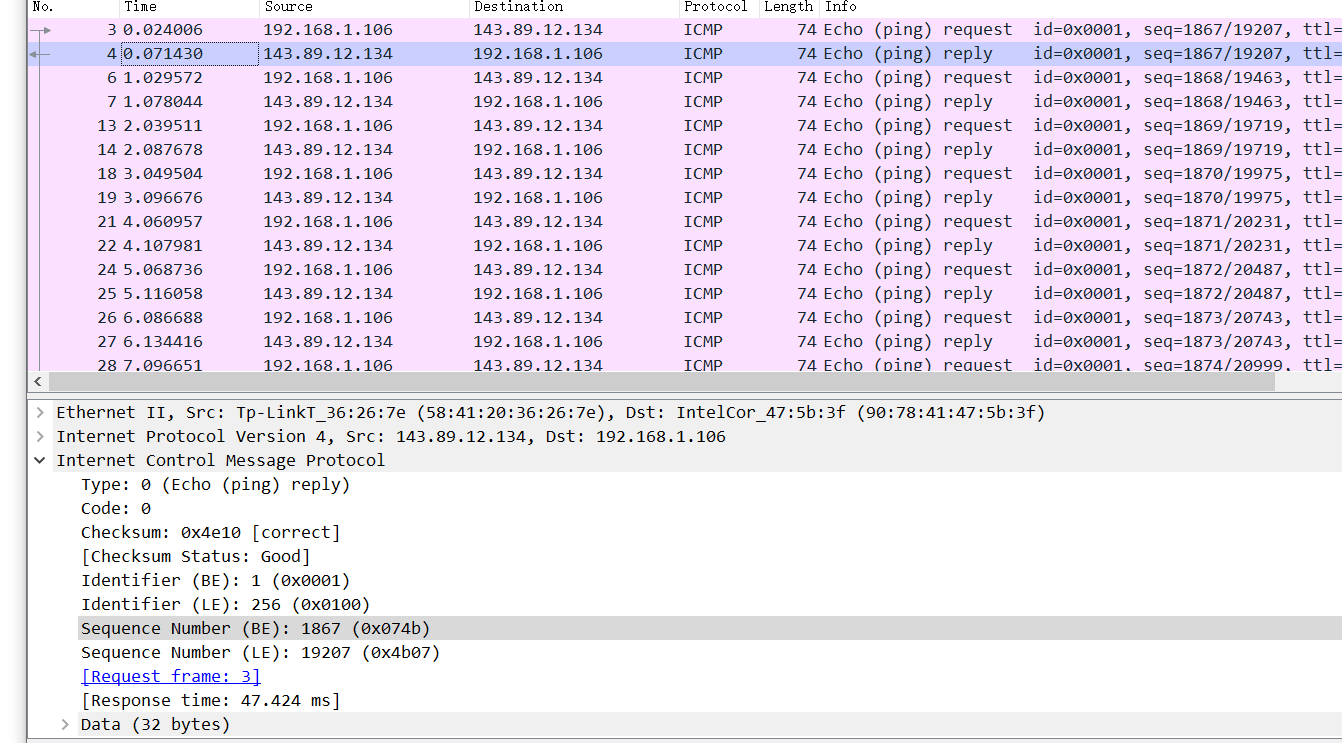 No. Time Source Destination Protocol Length Info
3 0.024006 192.168.1.106 143.89.12.134 ICMP 74 Echo (ping) request id=0x0001, seq=1867/19207, ttl=
4 0.071430 143.89.12.134 192.168.1.106 ICMP 74 Echo (ping) reply id=0x0001, seq=1867/19207, ttl=
6 1.029572 192.168.1.106 143.89.12.134 ICMP 74 Echo (ping) request id=0x0001, seq=1868/19463, ttl=
7 1.078044 143.89.12.134 192.168.1.106 ICMP 74 Echo (ping) reply id=0x0001, seq=1868/19463, ttl=
13 2.039511 192.168.1.106 143.89.12.134 ICMP 74 Echo (ping) request id=0x0001, seq=1869/19719, ttl=
14 2.087678 143.89.12.134 192.168.1.106 ICMP 74 Echo (ping) reply id=0x0001, seq=1869/19719, ttl=
18 3.049504 192.168.1.106 143.89.12.134 ICMP 74 Echo (ping) request id=0x0001, seq=1870/19975, ttl=
19 3.096676 143.89.12.134 192.168.1.106 ICMP 74 Echo (ping) reply id=0x0001, seq=1870/19975, ttl=
21 4.060957 192.168.1.106 143.89.12.134 ICMP 74 Echo (ping) request id=0x0001, seq=1871/20231, ttl=
22 4.107981 143.89.12.134 192.168.1.106 ICMP 74 Echo (ping) reply id=0x0001, seq=1871/20231, ttl=
24 5.068736 192.168.1.106 143.89.12.134 ICMP 74 Echo (ping) request id=0x0001, seq=1872/20487, ttl=
25 5.116058 143.89.12.134 192.168.1.106 ICMP 74 Echo (ping) reply id=0x0001, seq=1872/20487, ttl=
26 6.086688 192.168.1.106 143.89.12.134 ICMP 74 Echo (ping) request id=0x0001, seq=1873/20743, ttl=
27 6.134416 143.89.12.134 192.168.1.106 ICMP 74 Echo (ping) reply id=0x0001, seq=1873/20743, ttl=
28 7.096651 192.168.1.106 143.89.12.134 ICMP 74 Echo (ping) request id=0x0001, seq=1874/20999, ttl=
Ethernet II, Src: Tp-LinkT_36:26:7e (58:41:20:36:26:7e), Dst: IntelCor_47:5b:3f (90:78:41:47:5b:3f)
Internet Protocol Version 4, Src: 143.89.12.134, Dst: 192.168.1.106
Internet Control Message Protocol
Type: 0 (Echo (ping) reply)
Code: 0
Checksum: 0x4e10 [correct]
[Checksum Status: Good]
Identifier (BE): 1 (0x0001)
Identifier (LE): 256 (0x0100)
Sequence Number (BE): 1867 (0x074b)
Sequence Number (LE): 19207 (0x4b07)
[Request frame: 3]
[Response time: 47.424 ms]
Data (32 bytes)